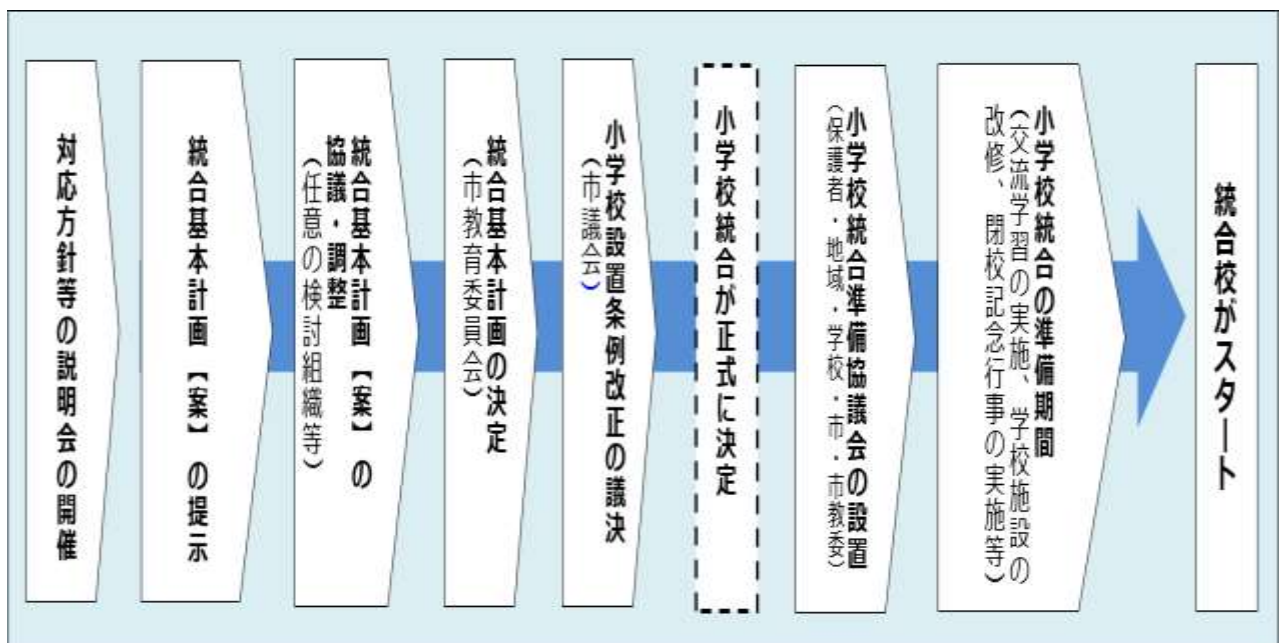 対応方針等の説明会の開催
統合基本計画【案】の提示
統合基本計画【案】の
協議・調整
（任意の検討組織等）
統合基本計画の決定
（市教育委員会）
小学校設置条例改正の議決
（市議会）
小学校統合が正式に決定
小学校統合準備協議会の設置
（保護者・地域・学校・市・市教委）
小学校統合の準備期間
（交流学習の実施、学校施設の
改修、閉校記念行事の実施等）
統合校がスタート